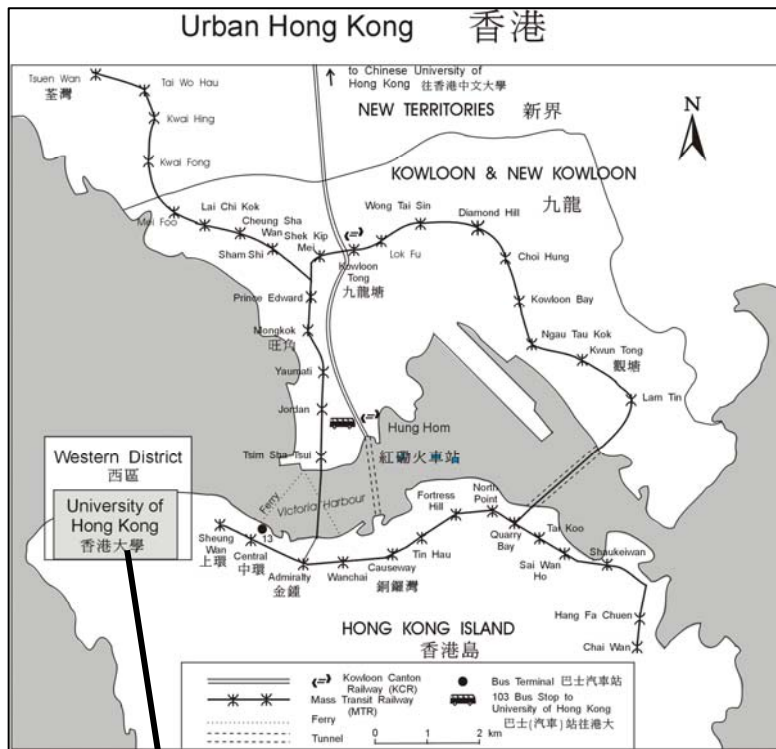 Urban Hong Kong 香港
to Chinese University of
Hong Kong 往香港中文大學
NEW TERRITORIES 新界
N
KOWLOON & NEW KOWLOON
九龍
Tsuen Wan
荃灣
Tai Wo Hau
Kwai Hing
Kwai Fong
Mei Foo
Lai Chi Kok
Cheung Sha
Wan
Sham Shi
Shek Kip
Mei
Kowloon
Tong
九龍塘
Lok Fu
Wong Tai Sin
Diamond Hill
Choi Hung
Kowloon Bay
Ngau Tau Kok
Kwun Tong
觀塘
Lam Tin
Prince Edward
Mongkok
旺角
Yaumati
Jordan
Tsim Sha Tsui
Hung Hom
紅磡火車站
Western District
西區
University of
Hong Kong
香港大學
Ferry
Victoria Harbour
Sheung
Wan
上環
13
Central
中環
Admiralty
金鍾
Wanchai
Causeway
銅鑼灣
Tin Hau
Fortress
Hill
North
Point
Quarry
Bay
Tai Koo
Sai Wan
Ho
Shaukeiwan
Hang Fa Chuen
Chai Wan
HONG KONG ISLAND
香港島
Kowloon Canton
Railway (KCR)
Mass Transit Railway
(MTR)
Ferry
Tunnel
0 1 2
km
Bus Terminal 巴士汽車站
103 Bus Stop to
University of Hong Kong
巴士(汽車)站往港大